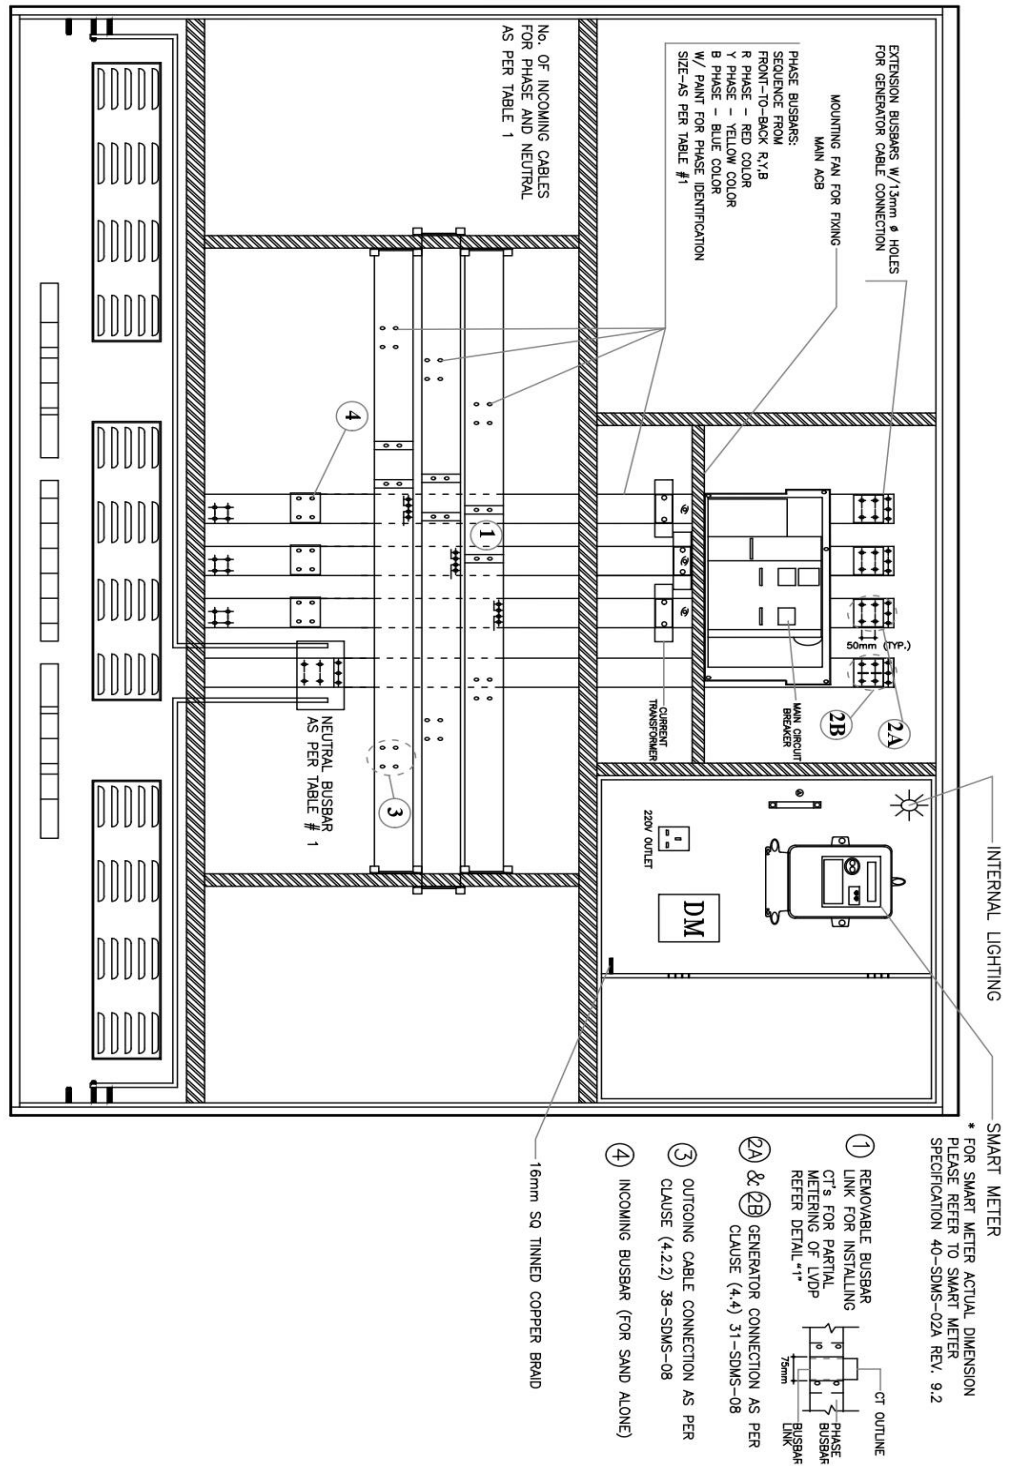 INTERNAL LIGHTING
SMART METER
* FOR SMART METER ACTUAL DIMENSION
PLEASE REFER TO SMART METER
SPECIFICATION 40-SDMS-02A REV. 9.2
EXTENSION BUSBARS W/13mm ø HOLES
FOR GENERATOR CABLE CONNECTION
MOUNTING FAN FOR FIXING
MAIN ACB
PHASE BUSBARS:
SEQUENCE FROM
FRONT-TO-BACK R,Y,B
R PHASE - RED COLOR
Y PHASE - YELLOW COLOR
B PHASE - BLUE COLOR
W/ PAINT FOR PHASE IDENTIFICATION
SIZE-AS PER TABLE #1
No. OF INCOMING CABLES
FOR PHASE AND NEUTRAL
AS PER TABLE 1
50mm (TYP.)
2A
2B
MAIN CIRCUIT
BREAKER
CURRENT
TRANSFORMER
220V OUTLET
DM
1
3
4
NEUTRAL BUSBAR
AS PER TABLE # 1
1 REMOVABLE BUSBAR
LINK FOR INSTALLING
CT's FOR PARTIAL
METERING OF LVDP
REFER DETAIL "1"
CT OUTLINE
PHASE
BUSBAR
BUSBAR
LINK
75mm
2A & 2B GENERATOR CONNECTION AS PER
CLAUSE (4.4) 31-SDMS-08
3 OUTGOING CABLE CONNECTION AS PER
CLAUSE (4.2.2) 38-SDMS-08
4 INCOMING BUSBAR (FOR SAND ALONE)
16mm SQ TINNED COPPER BRAID